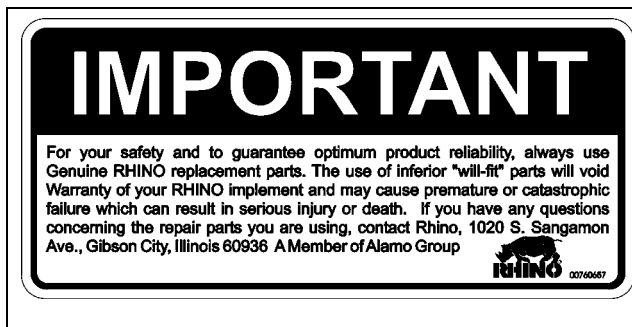 IMPORTANT
For your safety and to guarantee optimum product reliability, always use
Genuine RHINO replacement parts. The use of inferior "will-fit" parts will void
Warranty of your RHINO implement and may cause premature or catastrophic
failure which can result in serious injury or death. If you have any questions
concerning the repair parts you are using, contact Rhino, 1020 S. Sangamon
Ave., Gibson City, Illinois 60936 A Member of Alamo Group
RHINO 00760657